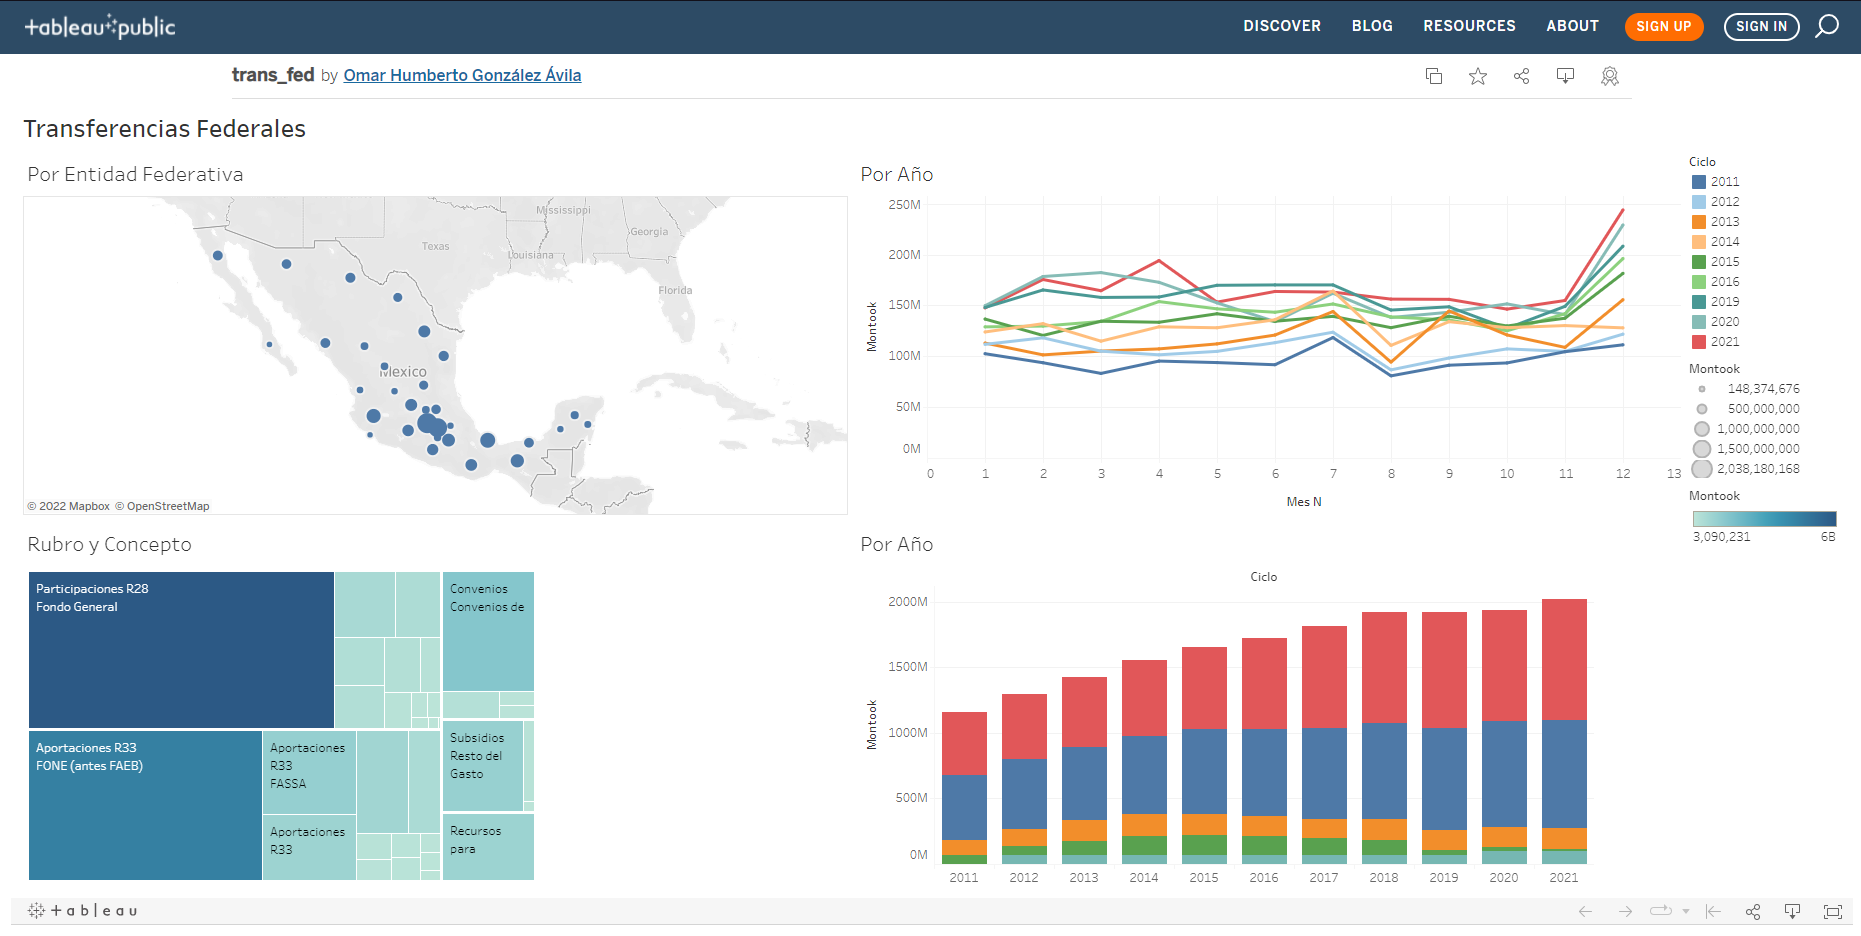 +ableau public
DISCOVER BLOG RESOURCES ABOUT SIGN UP SIGN IN
trans_fed by Omar Humberto González Ávila
Transferencias Federales
Por Entidad Federativa
Mississippi
Georgia
Texas
Louisiana
Florida
Mexico
© 2022 Mapbox © OpenStreetMap
Por Año
250M
200M
150M
100M
50M
0M
Montook
0 1 2 3 4 5 6 7 8 9 10 11 12 13
Mes N
Ciclo
2011
2012
2013
2014
2015
2016
2019
2020
2021
Montook
148,374,676
500,000,000
1,000,000,000
1,500,000,000
2,038,180,168
Montook
3,090,231 6B
Rubro y Concepto
Participaciones R28
Fondo General
Convenios
Convenios de
Aportaciones R33
FONE (antes FAEB)
Aportaciones
R33
FASSA
Aportaciones
R33
Subsidios
Resto del
Gasto
Recursos
para
Por Año
Ciclo
2000M
1500M
1000M
500M
0M
Montook
2011 2012 2013 2014 2015 2016 2017 2018 2019 2020 2021
+ableau